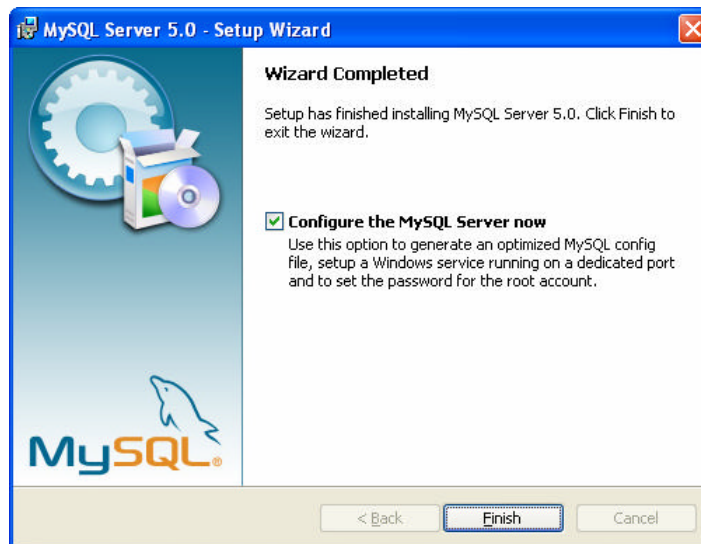 MySQL Server 5.0 - Setup Wizard
Wizard Completed
Setup has finished installing MySQL Server 5.0. Click Finish to
exit the wizard.
Configure the MySQL Server now
Use this option to generate an optimized MySQL config
file, setup a Windows service running on a dedicated port
and to set the password for the root account.
MySQL®
< Back
Finish
Cancel